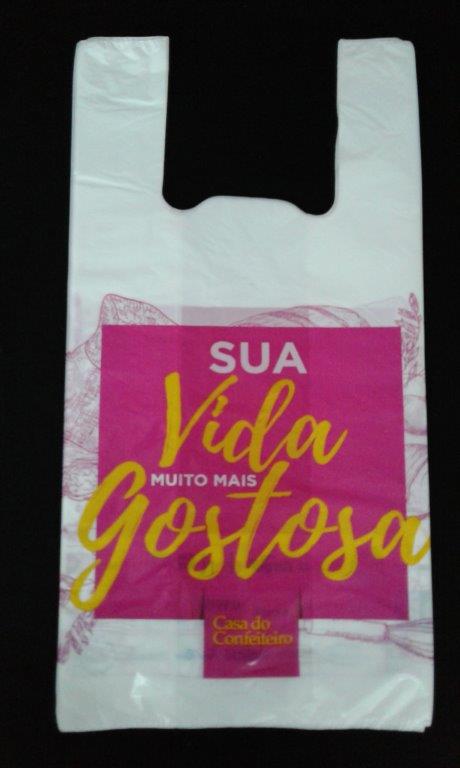 SUA
Vida
MUITO MAIS
Gostosa
Casa do
Confeiteiro